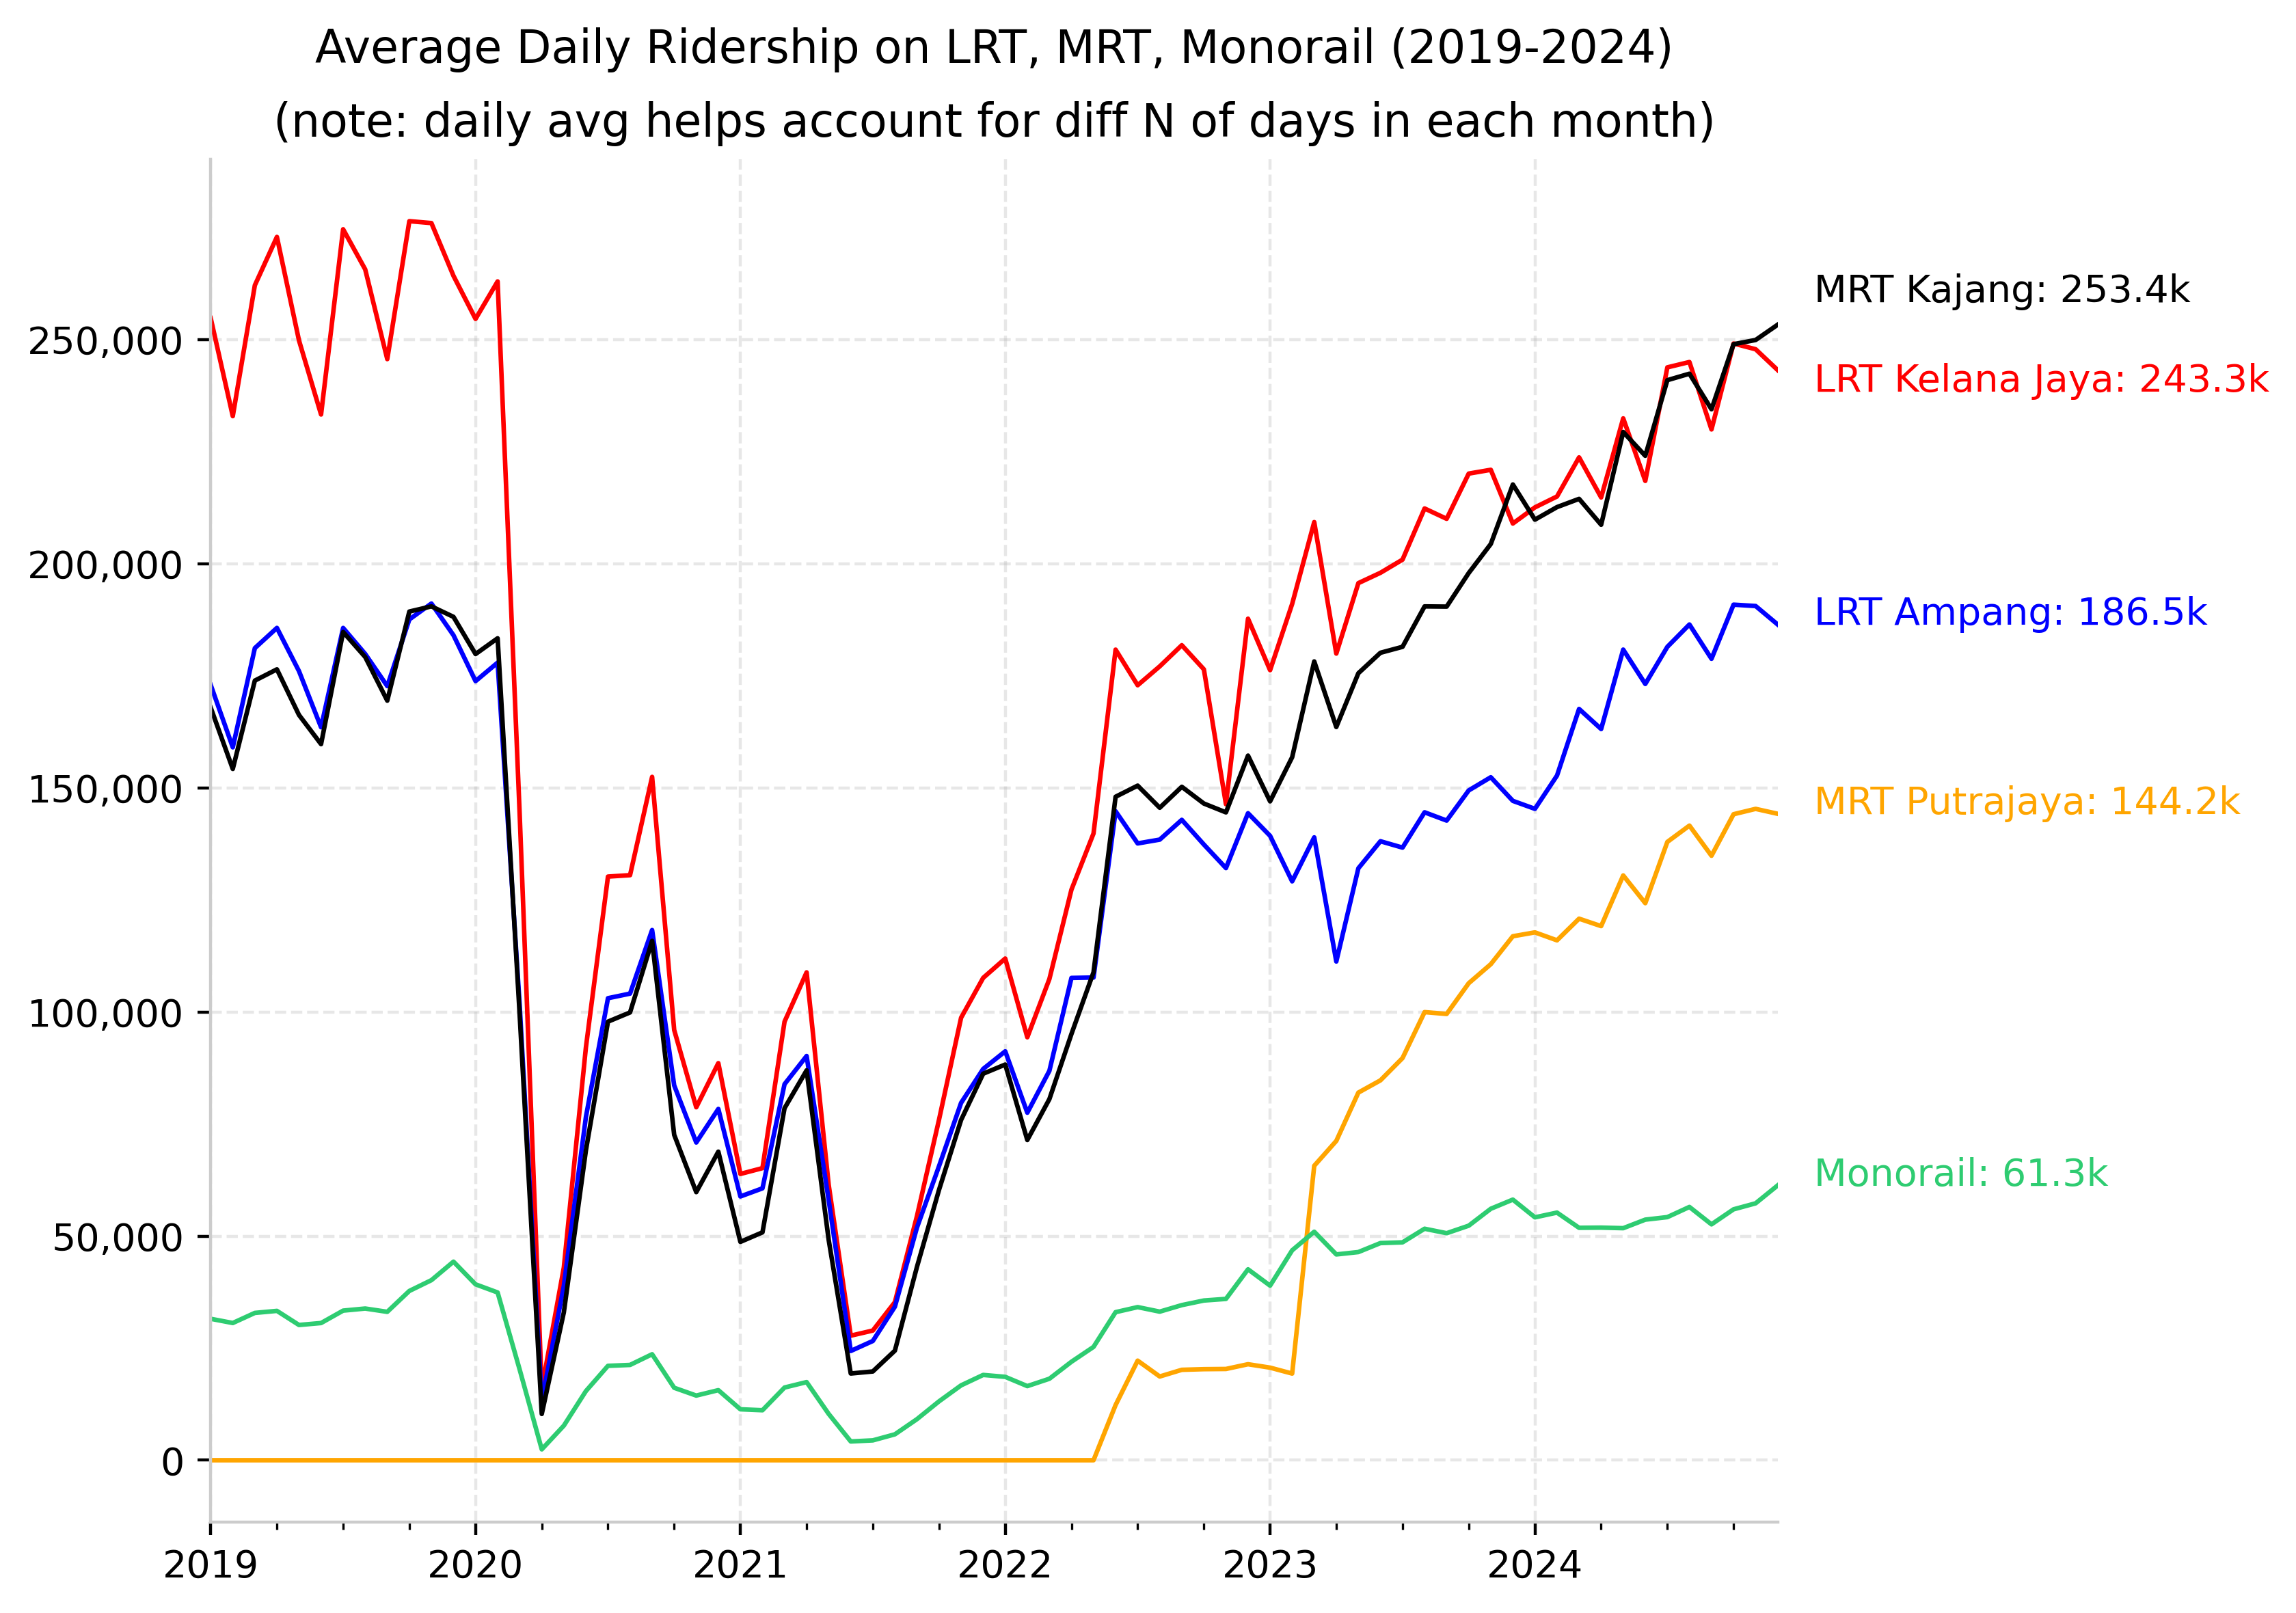 Average Daily Ridership on LRT, MRT, Monorail (2019-2024)
(note: daily avg helps account for diff N of days in each month)
250,000
200,000
150,000
100,000
50,000
0
2019
2020
2021
2022
2023
2024
MRT Kajang: 253.4k
LRT Kelana Jaya: 243.3k
LRT Ampang: 186.5k
MRT Putrajaya: 144.2k
Monorail: 61.3k